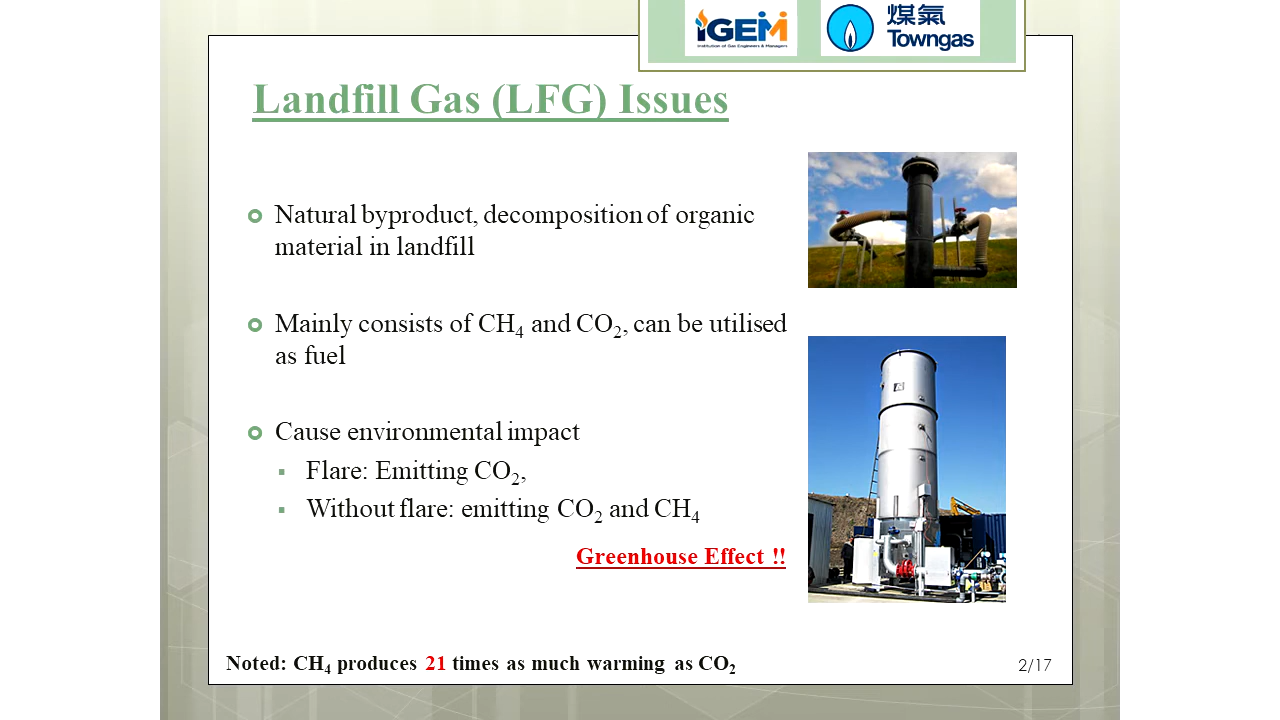 iGEM
Institution of Gas Engineers & Managers
煤氣
Towngas
Landfill Gas (LFG) Issues
Natural byproduct, decomposition of organic
material in landfill
Mainly consists of CH₄ and CO₂, can be utilised
as fuel
Cause environmental impact
Flare: Emitting CO₂,
Without flare: emitting CO₂ and CH₄
Greenhouse Effect !!
Noted: CH₄ produces 21 times as much warming as CO₂
2/17